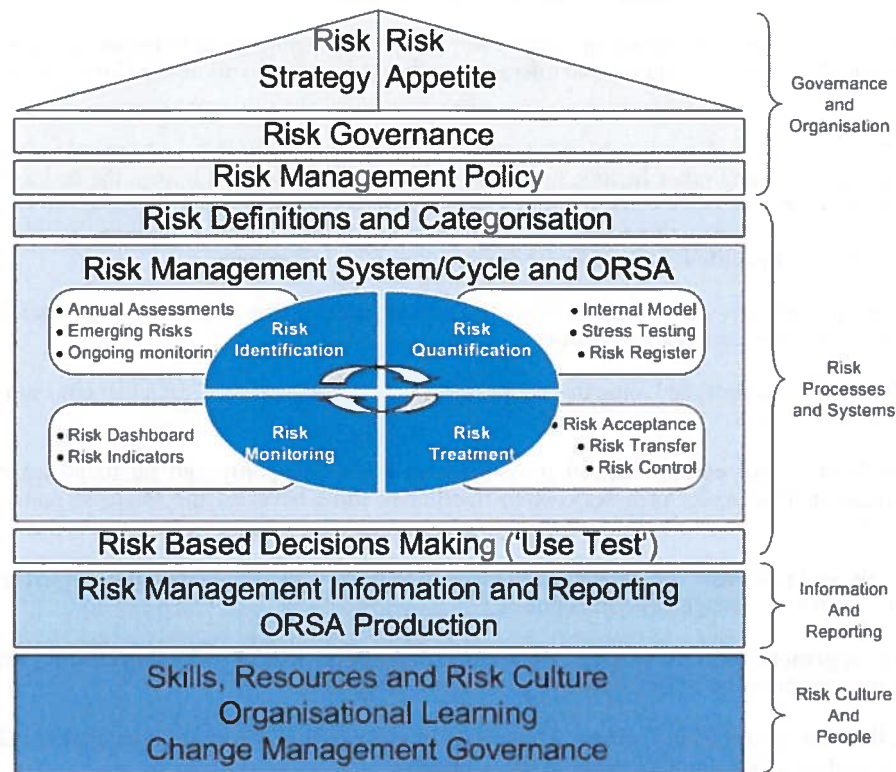 Risk Risk
Strategy Appetite
Governance
and
Organisation
Risk Governance
Risk Management Policy
Risk Definitions and Categorisation
Risk Management System/Cycle and ORSA
• Annual Assessments
• Emerging Risks
• Ongoing monitorin
Risk
Identification
Risk
Quantification
• Internal Model
• Stress Testing
• Risk Register
Risk
Processes
and Systems
• Risk Dashboard
• Risk Indicators
Risk
Monitoring
Risk
Treatment
• Risk Acceptance
• Risk Transfer
• Risk Control
Risk Based Decisions Making ('Use Test')
Risk Management Information and Reporting
ORSA Production
Information
And
Reporting
Skills, Resources and Risk Culture
Organisational Learning
Change Management Governance
Risk Culture
And
People